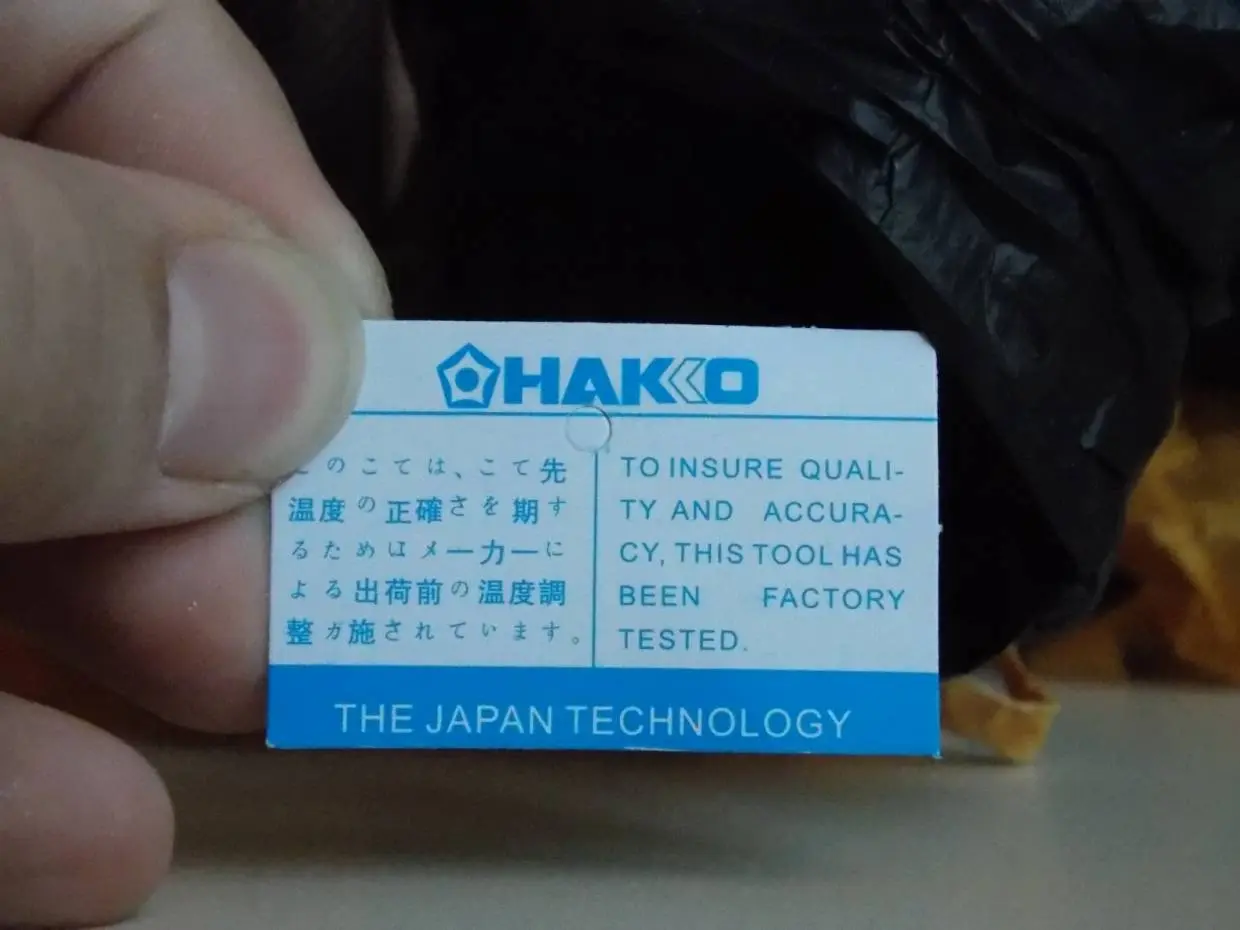 HAKKO
このこては、こて先
温度の正確さを期す
るためはメーカーに
よる出荷前の温度調
整が施されています。
TO INSURE QUALI-
TY AND ACCURA-
CY, THIS TOOL HAS
BEEN FACTORY
TESTED.
THE JAPAN TECHNOLOGY